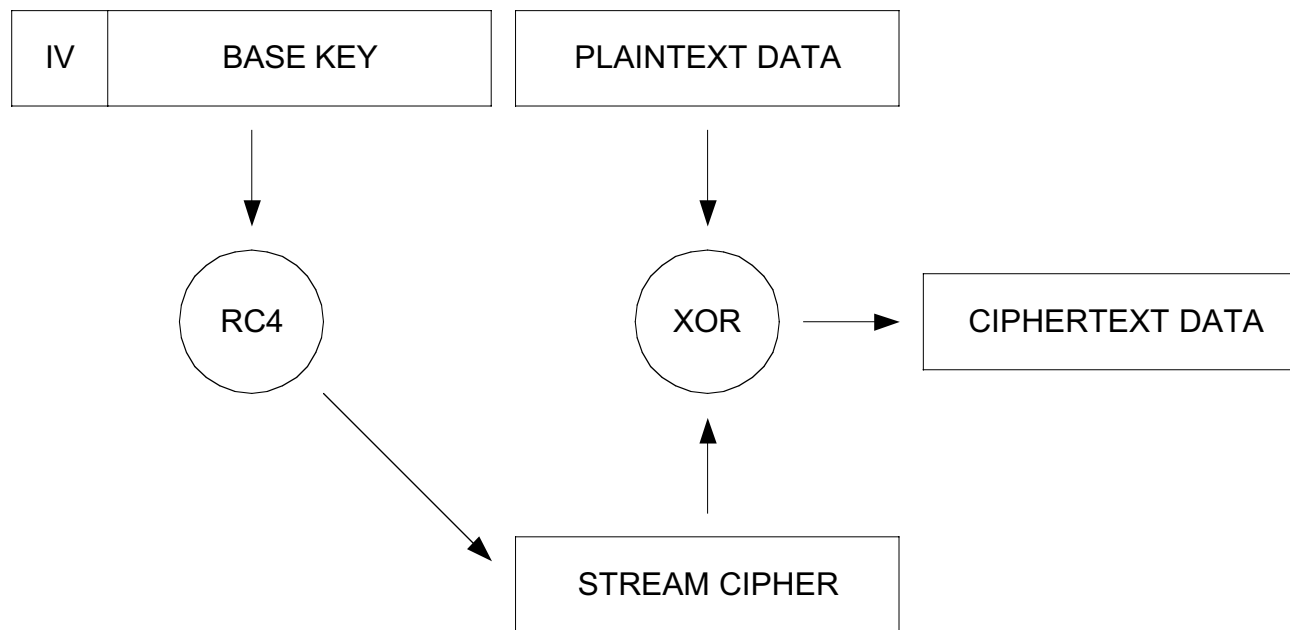 IV
BASE KEY
PLAINTEXT DATA
RC4
XOR
CIPHERTEXT DATA
STREAM CIPHER